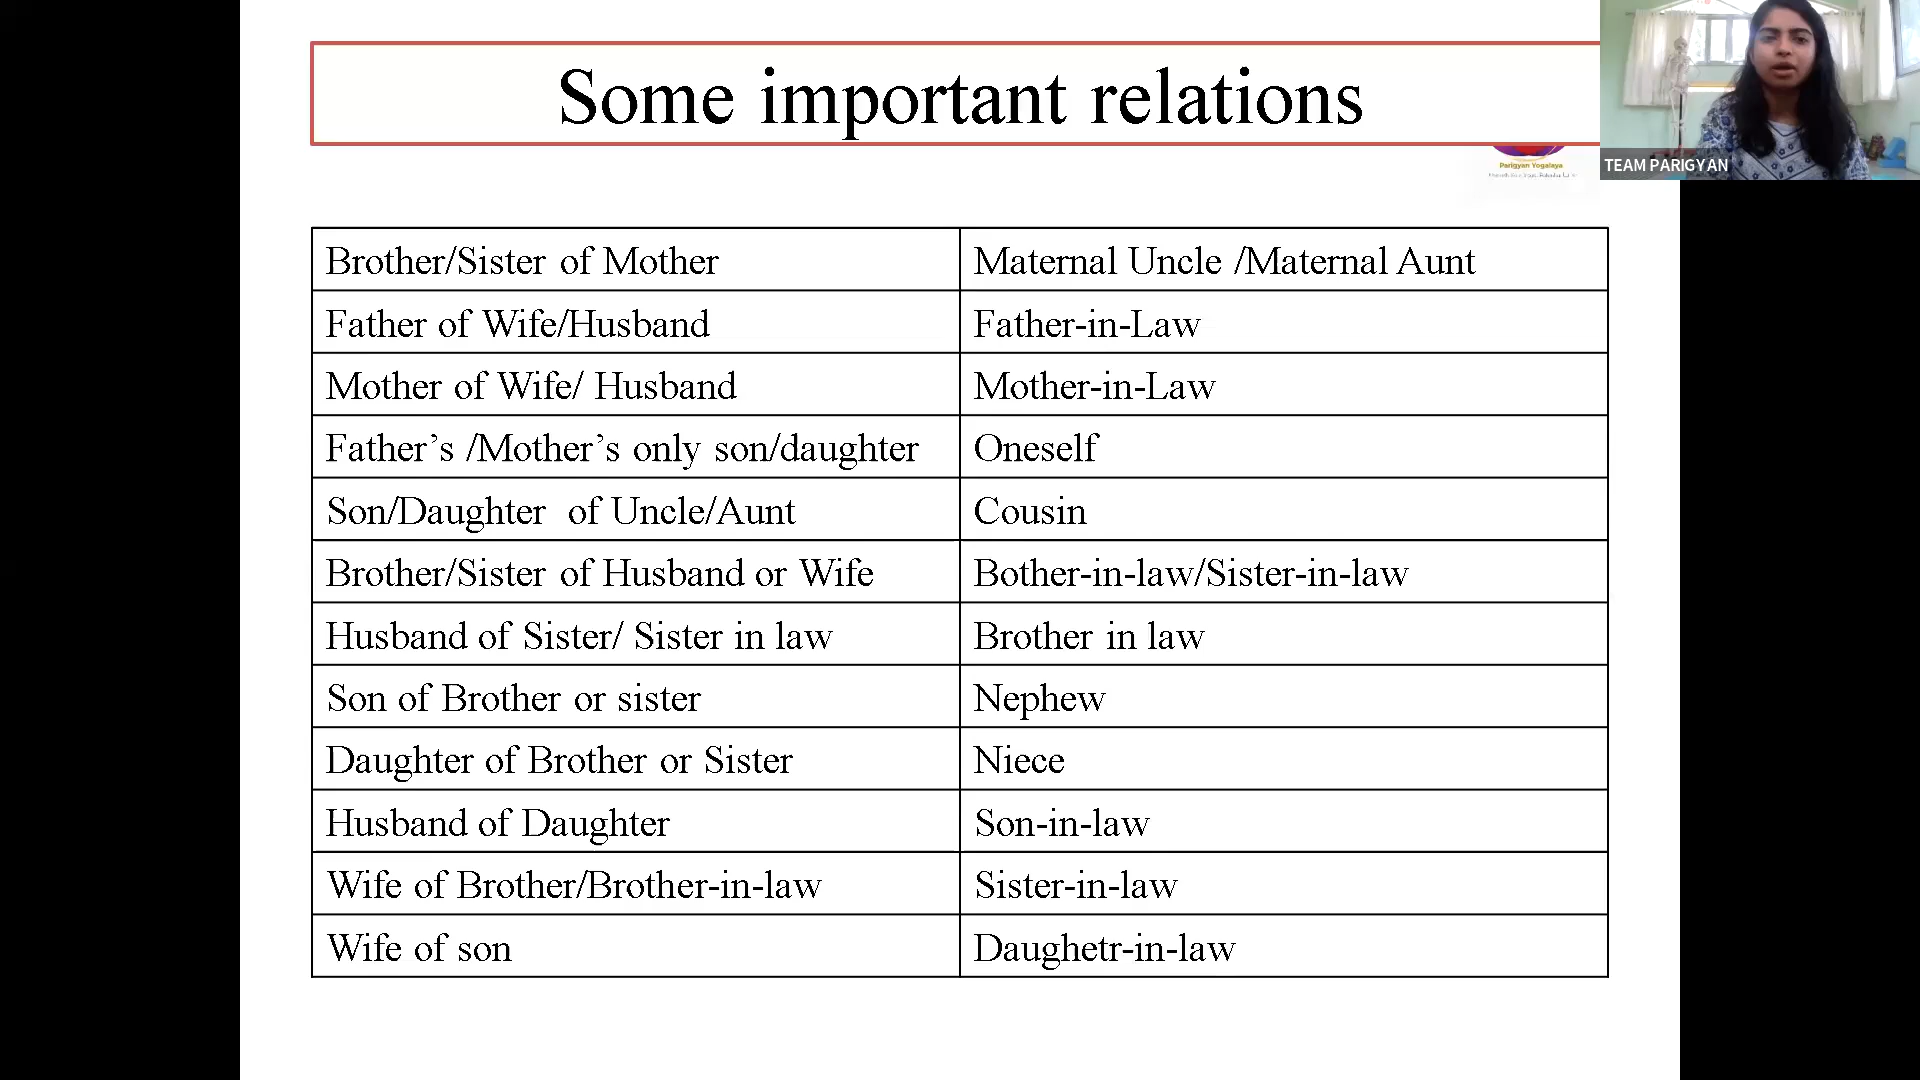 Some important relations
TEAM PARIGYAN
Parigyan Yogalaya
Brother/Sister of Mother Maternal Uncle /Maternal Aunt
Father of Wife/Husband Father-in-Law
Mother of Wife/ Husband Mother-in-Law
Father’s /Mother’s only son/daughter Oneself
Son/Daughter of Uncle/Aunt Cousin
Brother/Sister of Husband or Wife Bother-in-law/Sister-in-law
Husband of Sister/ Sister in law Brother in law
Son of Brother or sister Nephew
Daughter of Brother or Sister Niece
Husband of Daughter Son-in-law
Wife of Brother/Brother-in-law Sister-in-law
Wife of son Daughetr-in-law